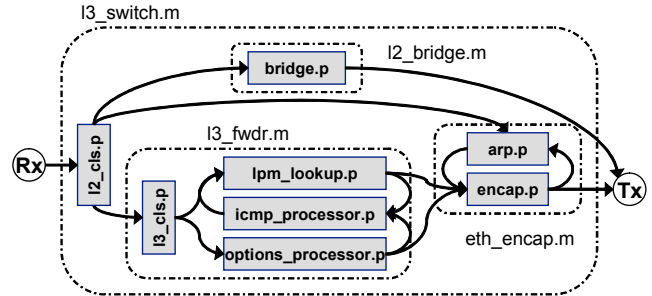 l3_switch.m
bridge.p
l2_bridge.m
l2_cls.p
l3_fwdr.m
arp.p
Rx
lpm_lookup.p
encap.p
Tx
l3_cls.p
icmp_processor.p
options_processor.p
eth_encap.m